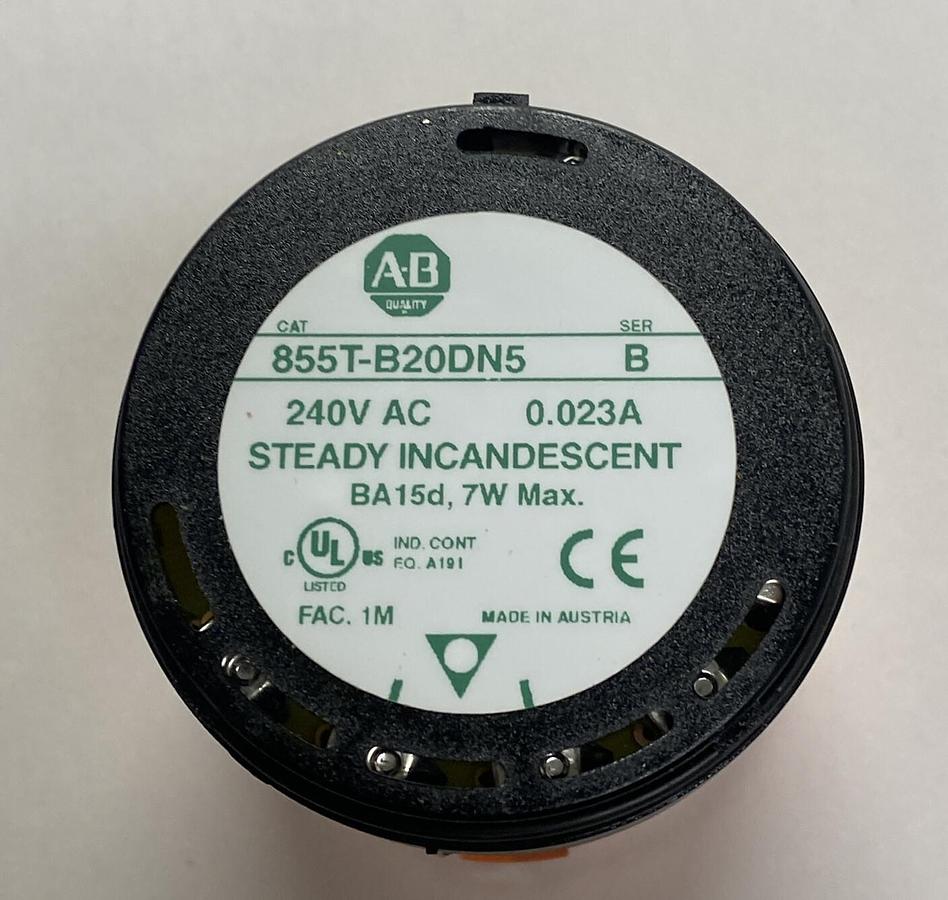 A-B
QUALITY
CAT SER
855T-B20DN5 B
240V AC 0.023A
STEADY INCANDESCENT
BA15d, 7W Max.
C UL US
LISTED
IND. CONT
EQ. A191
CE
FAC. 1M MADE IN AUSTRIA